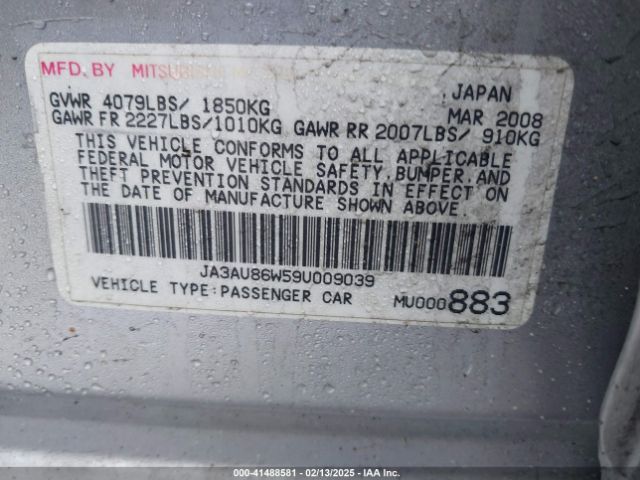 MFD. BY MITSUBISHI
JAPAN
GVWR 4079LBS/ 1850KG
MAR 2008
GAWR FR 2227LBS/1010KG GAWR RR 2007LBS/ 910KG
THIS VEHICLE CONFORMS TO ALL APPLICABLE
FEDERAL MOTOR VEHICLE SAFETY, BUMPER, AND
THEFT PREVENTION STANDARDS IN EFFECT ON
THE DATE OF MANUFACTURE SHOWN ABOVE.
JA3AU86W59U009039
VEHICLE TYPE:PASSENGER CAR
MU000883
000-41488581 - 02/13/2025 - IAA Inc.